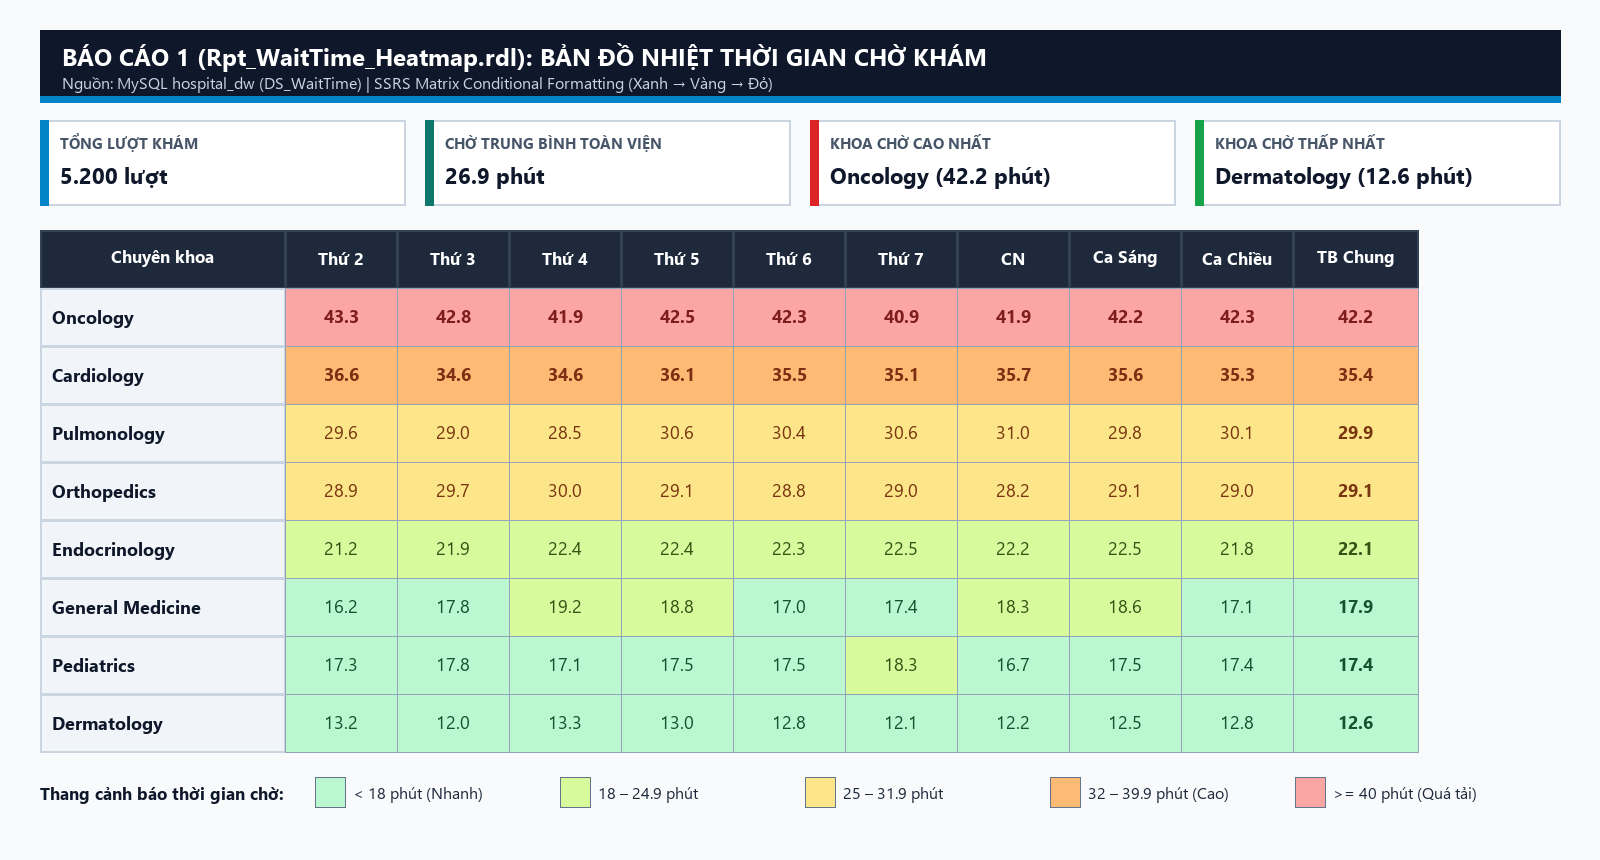 BÁO CÁO 1 (Rpt_WaitTime_Heatmap.rdl): BẢN ĐỒ NHIỆT THỜI GIAN CHỜ KHÁM
Nguồn: MySQL hospital_dw (DS_WaitTime) | SSRS Matrix Conditional Formatting (Xanh → Vàng → Đỏ)
TỔNG LƯỢT KHÁM
5.200 lượt
CHỜ TRUNG BÌNH TOÀN VIỆN
26.9 phút
KHOA CHỜ CAO NHẤT
Oncology (42.2 phút)
KHOA CHỜ THẤP NHẤT
Dermatology (12.6 phút)
Chuyên khoa Thứ 2 Thứ 3 Thứ 4 Thứ 5 Thứ 6 Thứ 7 CN Ca Sáng Ca Chiều TB Chung
Oncology 43.3 42.8 41.9 42.5 42.3 40.9 41.9 42.2 42.3 42.2
Cardiology 36.6 34.6 34.6 36.1 35.5 35.1 35.7 35.6 35.3 35.4
Pulmonology 29.6 29.0 28.5 30.6 30.4 30.6 31.0 29.8 30.1 29.9
Orthopedics 28.9 29.7 30.0 29.1 28.8 29.0 28.2 29.1 29.0 29.1
Endocrinology 21.2 21.9 22.4 22.4 22.3 22.5 22.2 22.5 21.8 22.1
General Medicine 16.2 17.8 19.2 18.8 17.0 17.4 18.3 18.6 17.1 17.9
Pediatrics 17.3 17.8 17.1 17.5 17.5 18.3 16.7 17.5 17.4 17.4
Dermatology 13.2 12.0 13.3 13.0 12.8 12.1 12.2 12.5 12.8 12.6
Thang cảnh báo thời gian chờ: < 18 phút (Nhanh) 18 – 24.9 phút 25 – 31.9 phút 32 – 39.9 phút (Cao) >= 40 phút (Quá tải)